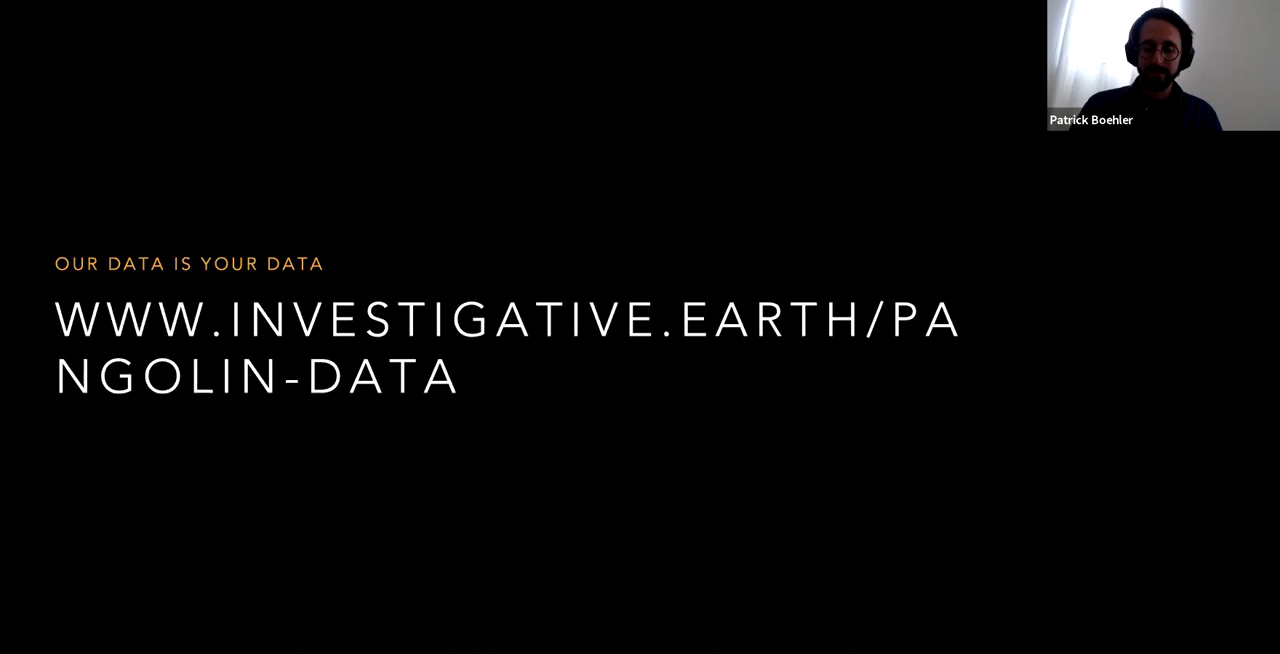 Patrick Boehler
OUR DATA IS YOUR DATA
WWW.INVESTIGATIVE.EARTH/PA
NGOLIN-DATA